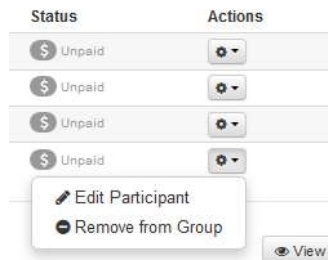 Status Actions
$ Unpaid
$ Unpaid
$ Unpaid
$ Unpaid
Edit Participant
Remove from Group
View